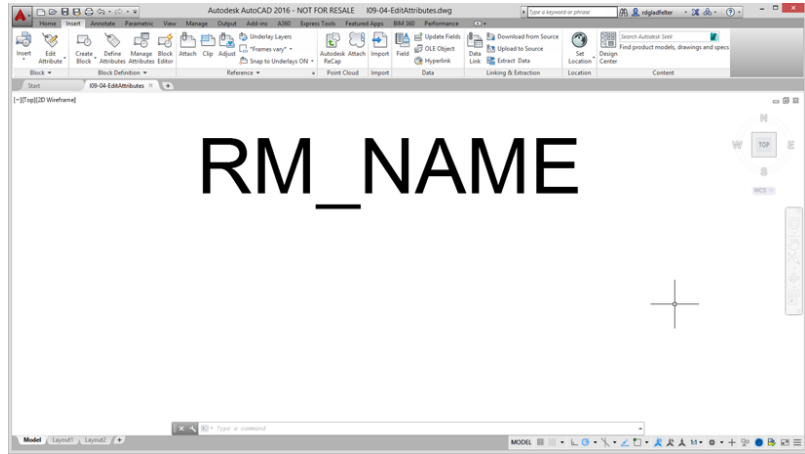 Autodesk AutoCAD 2016 - NOT FOR RESALE I09-04-EditAttributes.dwg
Type a keyword or phrase
rdgladfelter
Home Insert Annotate Parametric View Manage Output Add-ins A360 Express Tools Featured Apps BIM 360 Performance
Insert
Edit Attribute
Create Block
Define Attributes
Manage Attributes
Block Editor
Attach
Clip
Adjust
Underlay Layers
*Frames vary*
Snap to Underlays ON
Autodesk ReCap
Attach
Import
Field
Update Fields
OLE Object
Hyperlink
Data Link
Download from Source
Upload to Source
Extract Data
Set Location
Design Center
Search Autodesk Seek
Find product models, drawings and specs
Block Block Definition Reference Point Cloud Import Data Linking & Extraction Location Content
Start I09-04-EditAttributes
[-][Top][2D Wireframe]
RM_NAME
N
W TOP E
S
WCS
Type a command
Model Layout1 Layout2 +
MODEL 1:1